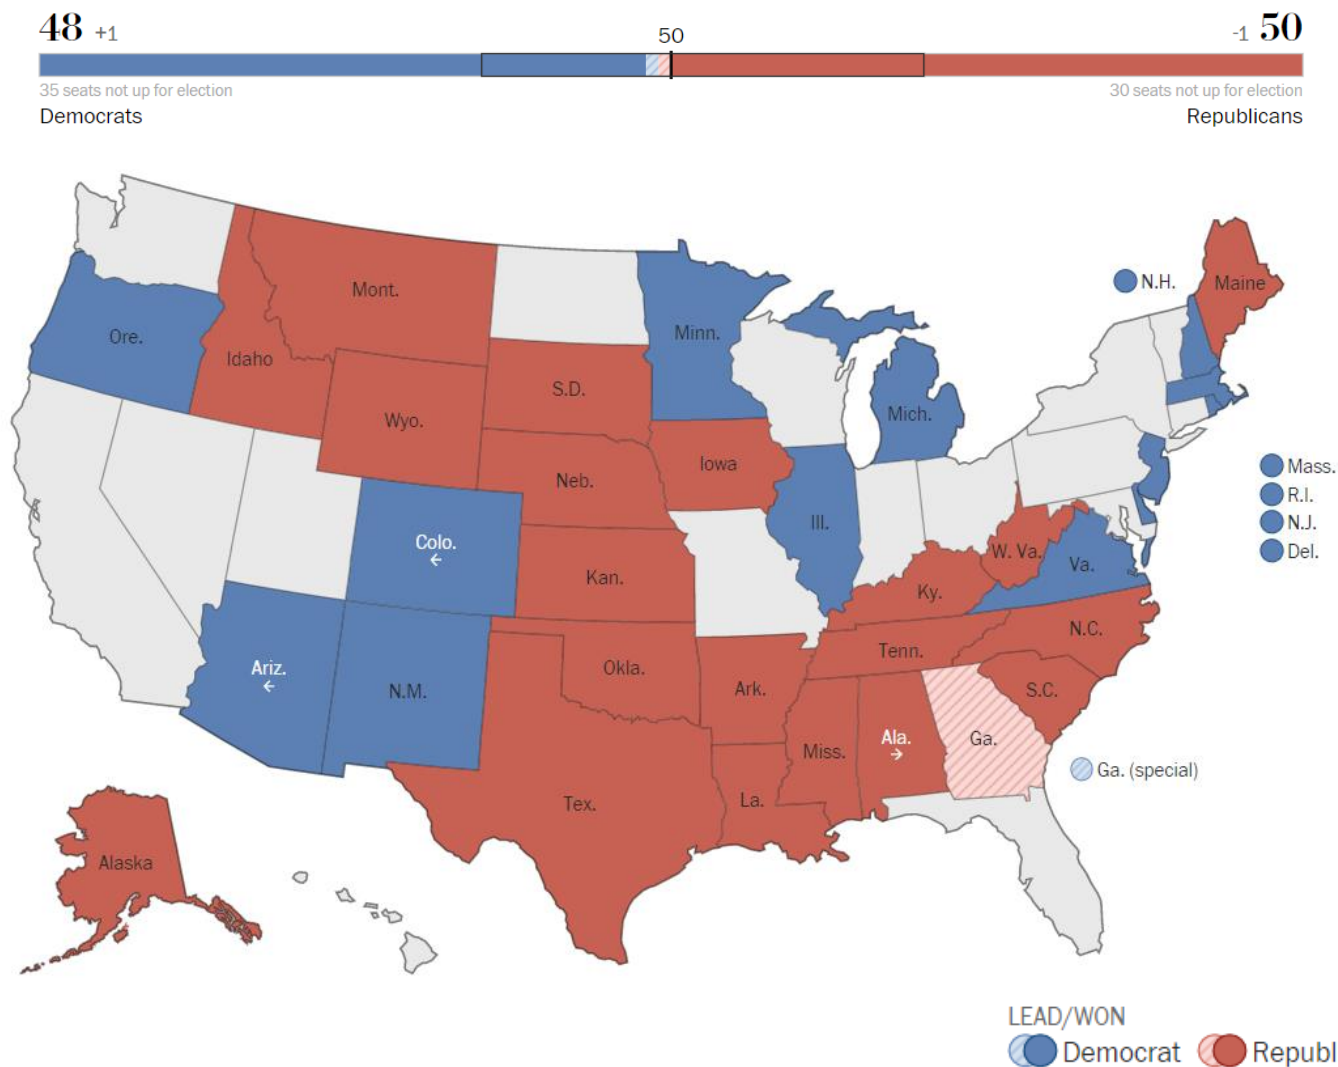 48 +1
50
-1 50
35 seats not up for election
30 seats not up for election
Democrats
Republicans
N.H.
Maine
Mont.
Minn.
Ore.
Idaho
S.D.
Wyo.
Mich.
Iowa
Mass.
Neb.
R.I.
Ill.
N.J.
Colo.
←
W. Va.
Del.
Va.
Kan.
Ky.
N.C.
Tenn.
Ariz.
←
Okla.
N.M.
Ark.
S.C.
Ala.
→
Ga.
Miss.
Ga. (special)
La.
Tex.
Alaska
LEAD/WON
Democrat
Republ